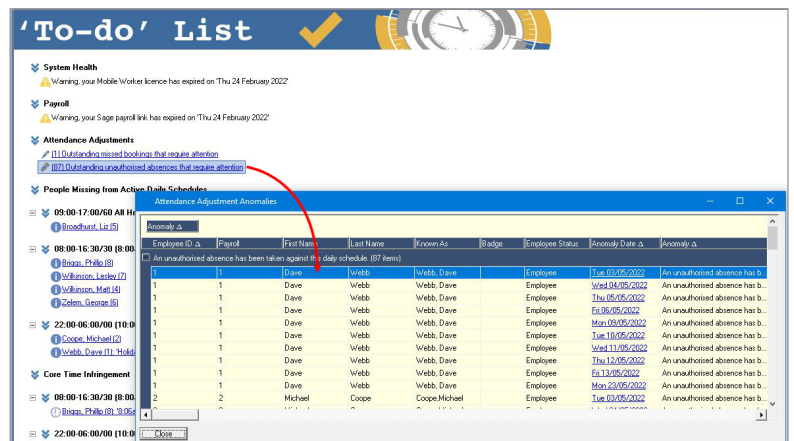 'To-do' List
System Health
Warning, your Mobile Worker licence has expired on 'Thu 24 February 2022'
Payroll
Warning, your Sage payroll link has expired on 'Thu 24 February 2022'
Attendance Adjustments
(1) Outstanding missed bookings that require attention
(87) Outstanding unauthorised absences that require attention
People Missing from Active Daily Schedules
09:00-17:00/60 All H
Broadhurst, Liz (5)
08:00-16:30/30 (8:00
Briggs, Phillip (8)
Wilkinson, Lesley (7)
Wilkinson, Matt (4)
Zelem, George (6)
22:00-06:00/00 (10:0
Coope, Michael (2)
Webb, Dave (1): 'Holid
Core Time Infringement
08:00-16:30/30 (8:00
Briggs, Phillip (8): '8:06a
22:00-06:00/00 (10:0
Attendance Adjustment Anomalies
Anomaly
Employee ID Payroll First Name Last Name Known As Badge Employee Status Anomaly Date Anomaly
An unauthorised absence has been taken against this daily schedule. (87 items)
1 1 Dave Webb Webb, Dave Employee Tue 03/05/2022 An unauthorised absence has b...
1 1 Dave Webb Webb, Dave Employee Wed 04/05/2022 An unauthorised absence has b...
1 1 Dave Webb Webb, Dave Employee Thu 05/05/2022 An unauthorised absence has b...
1 1 Dave Webb Webb, Dave Employee Fri 06/05/2022 An unauthorised absence has b...
1 1 Dave Webb Webb, Dave Employee Mon 09/05/2022 An unauthorised absence has b...
1 1 Dave Webb Webb, Dave Employee Tue 10/05/2022 An unauthorised absence has b...
1 1 Dave Webb Webb, Dave Employee Wed 11/05/2022 An unauthorised absence has b...
1 1 Dave Webb Webb, Dave Employee Thu 12/05/2022 An unauthorised absence has b...
1 1 Dave Webb Webb, Dave Employee Fri 13/05/2022 An unauthorised absence has b...
1 1 Dave Webb Webb, Dave Employee Mon 23/05/2022 An unauthorised absence has b...
2 2 Michael Coope Coope,Michael Employee Tue 03/05/2022 An unauthorised absence has b...
Close